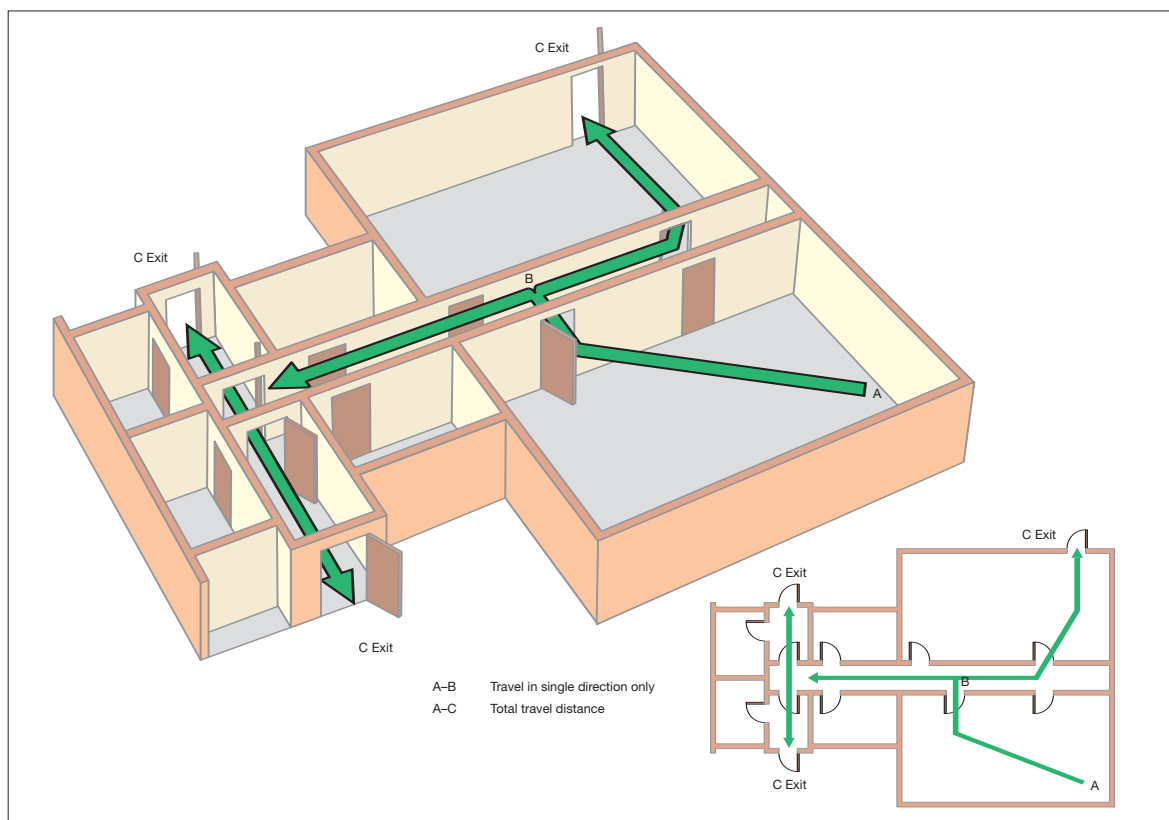 C Exit
C Exit
B
A
C Exit
A–B Travel in single direction only
A–C Total travel distance
C Exit
C Exit
B
A
C Exit